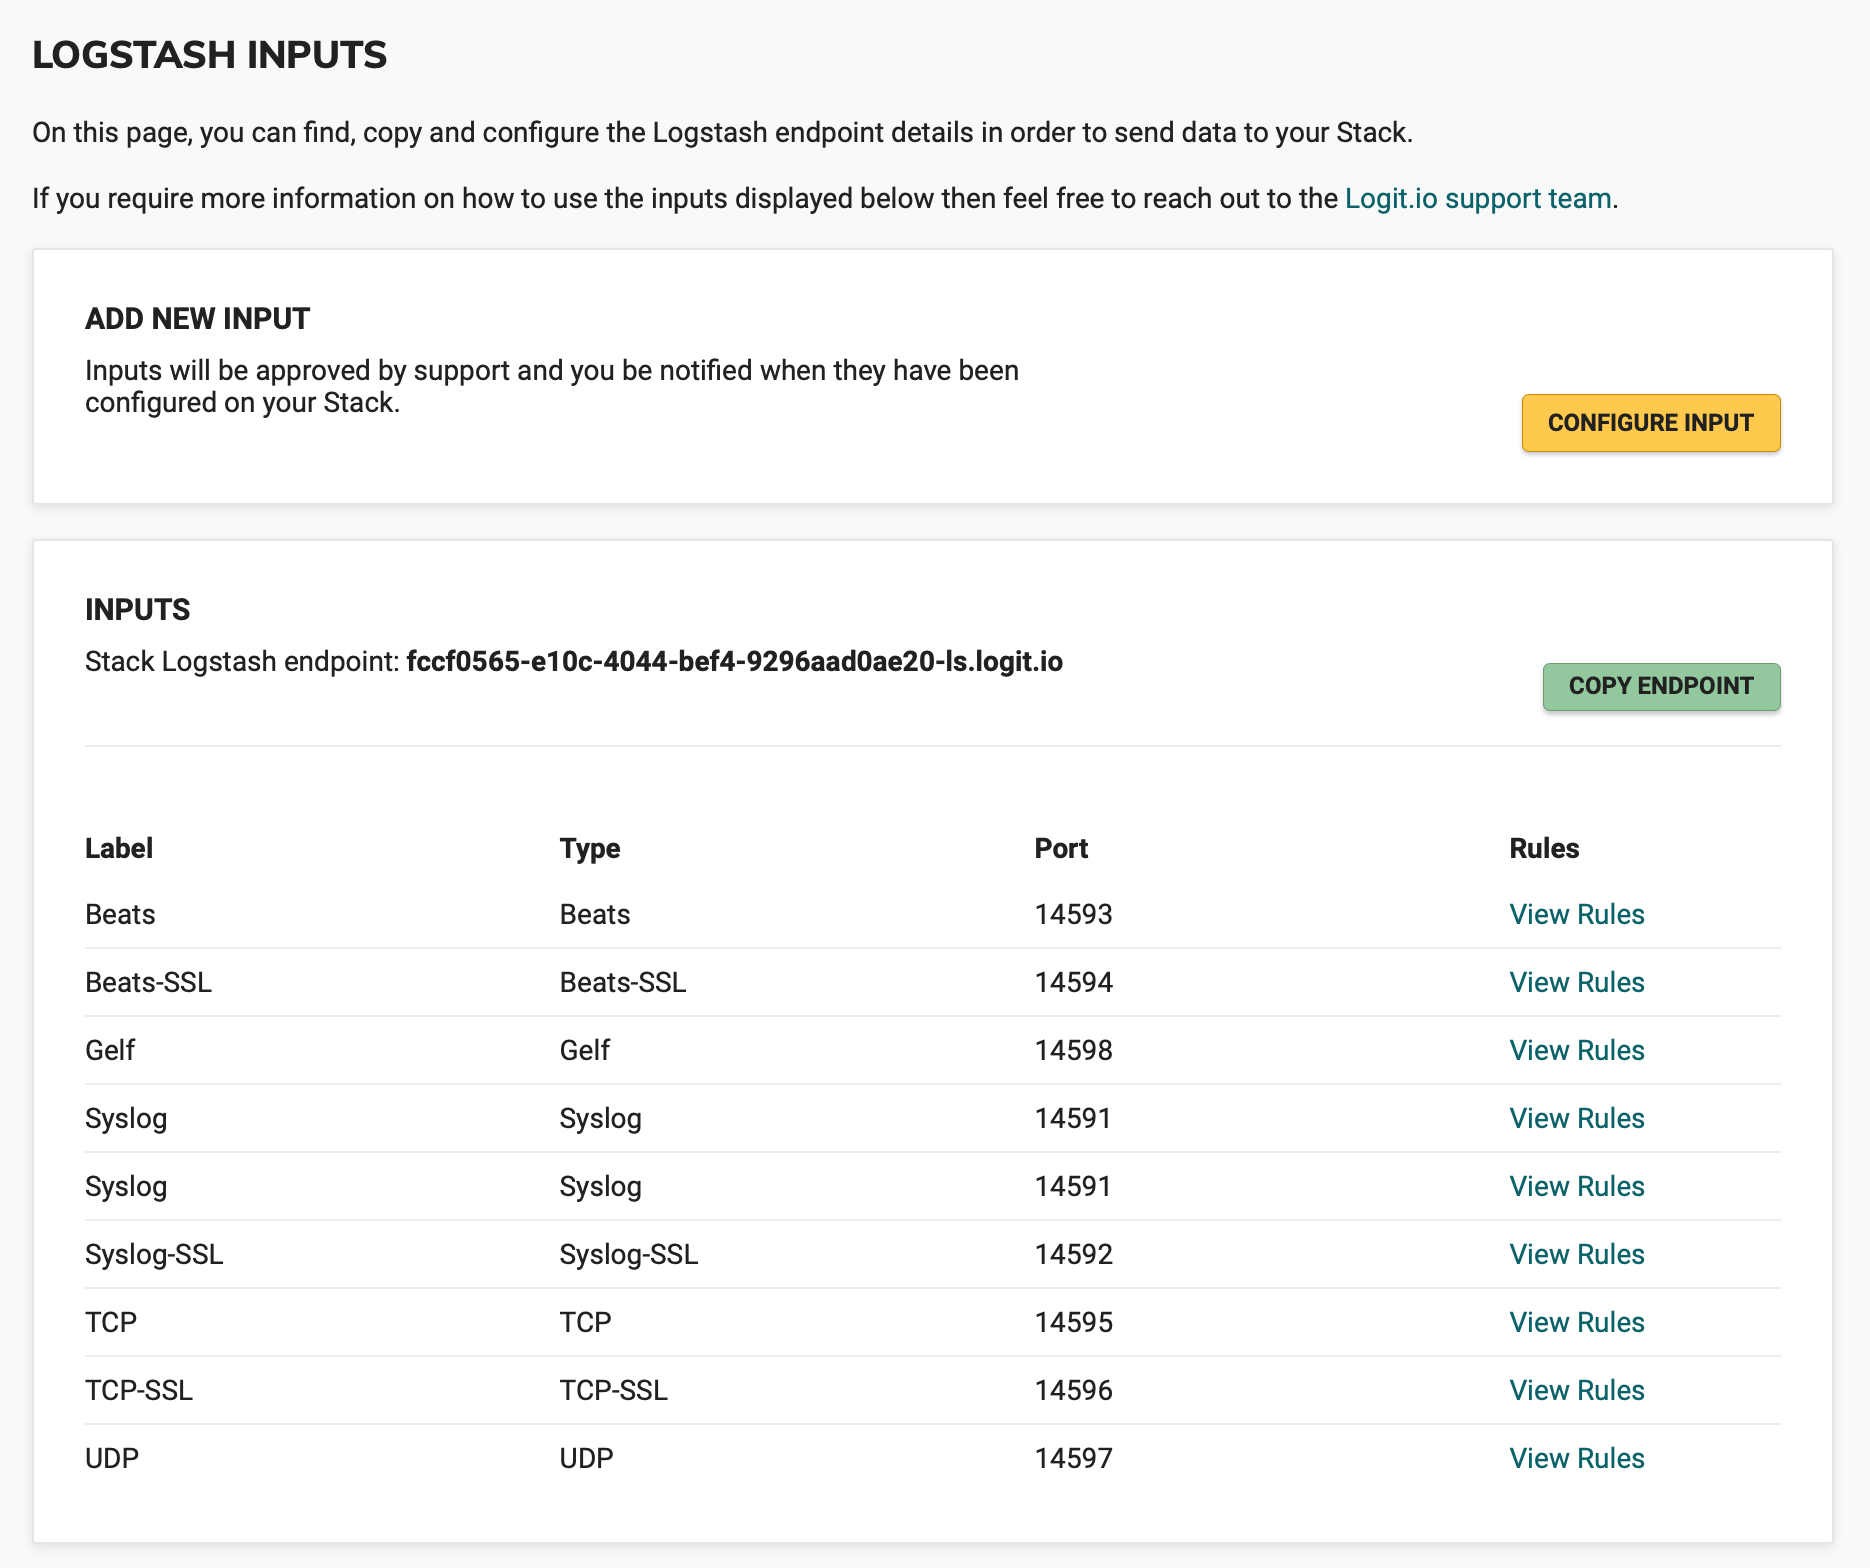 LOGSTASH INPUTS
On this page, you can find, copy and configure the Logstash endpoint details in order to send data to your Stack.
If you require more information on how to use the inputs displayed below then feel free to reach out to the Logit.io support team.
ADD NEW INPUT
Inputs will be approved by support and you be notified when they have been
configured on your Stack.
CONFIGURE INPUT
INPUTS
Stack Logstash endpoint: fccf0565-e10c-4044-bef4-9296aad0ae20-ls.logit.io
COPY ENDPOINT
Label Type Port Rules
Beats Beats 14593 View Rules
Beats-SSL Beats-SSL 14594 View Rules
Gelf Gelf 14598 View Rules
Syslog Syslog 14591 View Rules
Syslog Syslog 14591 View Rules
Syslog-SSL Syslog-SSL 14592 View Rules
TCP TCP 14595 View Rules
TCP-SSL TCP-SSL 14596 View Rules
UDP UDP 14597 View Rules